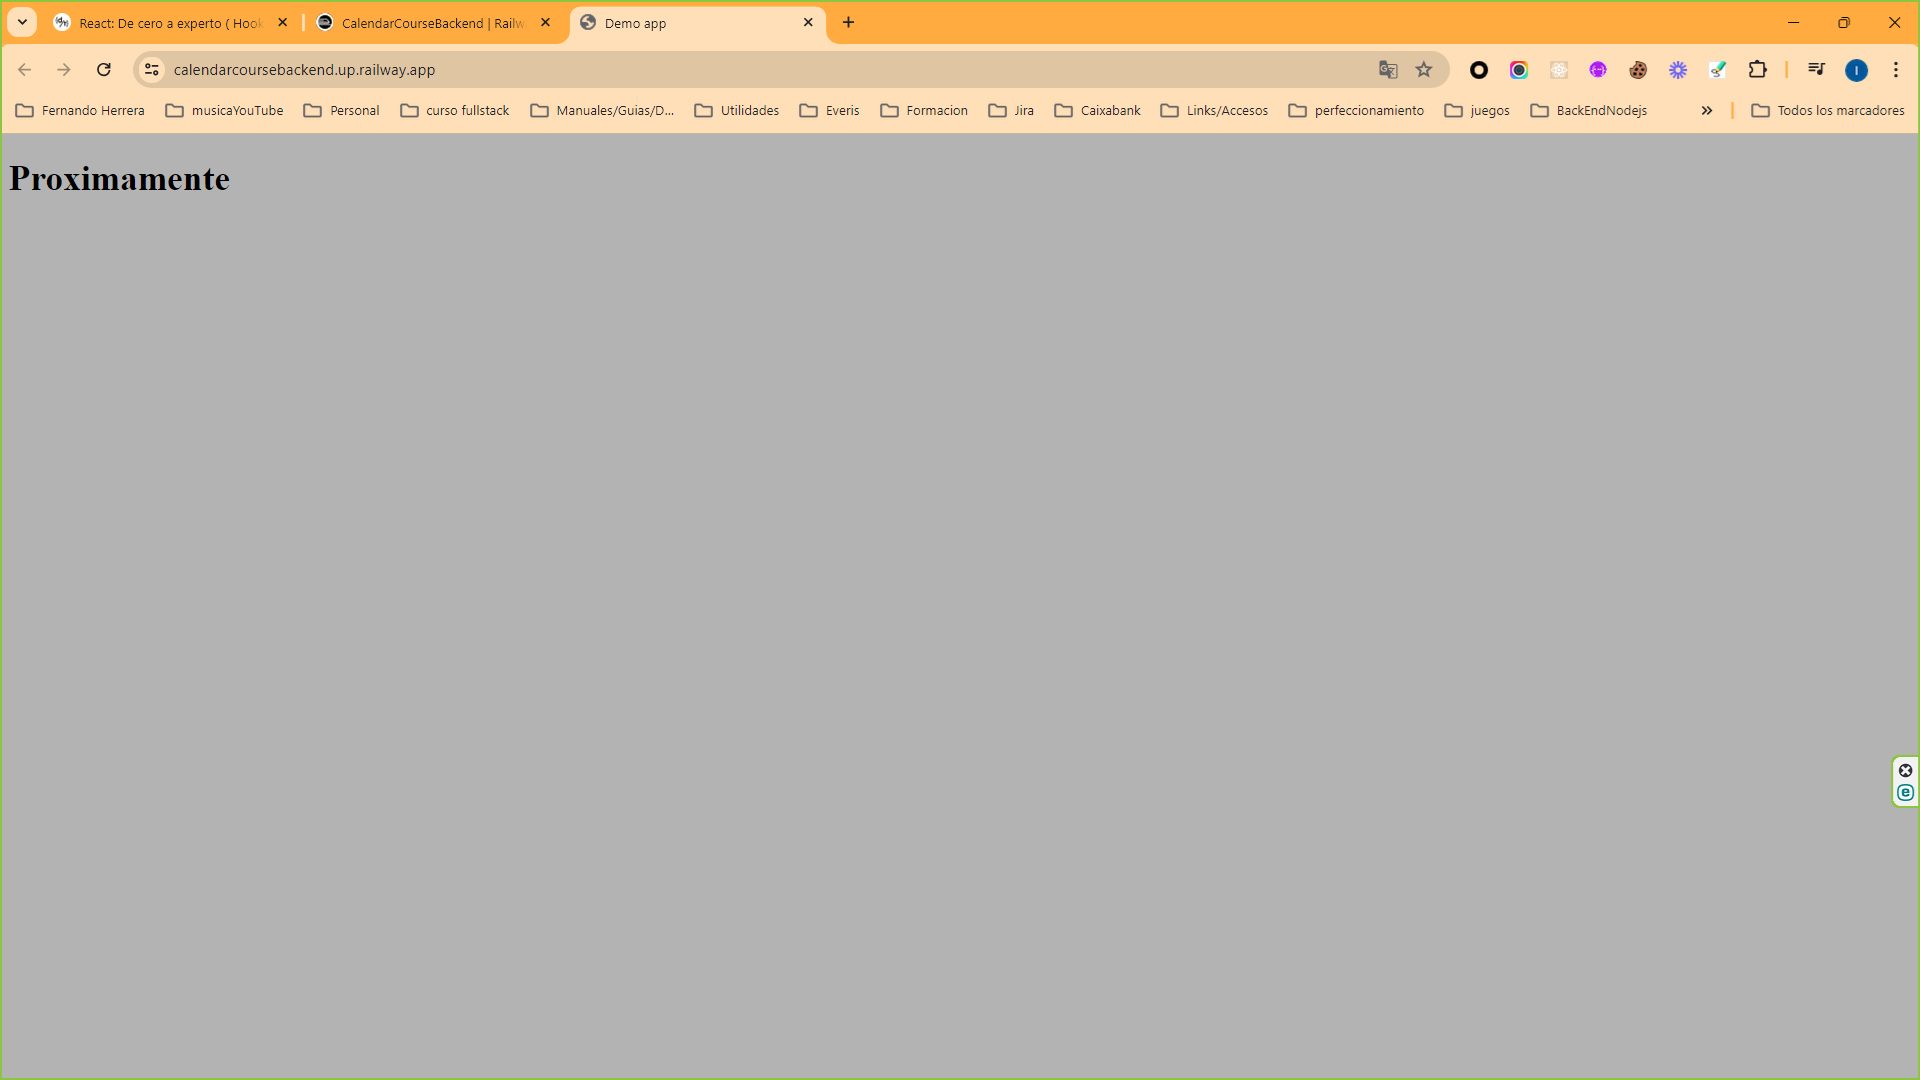 React: De cero a experto ( Hook
CalendarCourseBackend | Railw
Demo app
calendarcoursebackend.up.railway.app
Fernando Herrera
musicaYouTube
Personal
curso fullstack
Manuales/Guias/D...
Utilidades
Everis
Formacion
Jira
Caixabank
Links/Accesos
perfeccionamiento
juegos
BackEndNodejs
Todos los marcadores
Proximamente